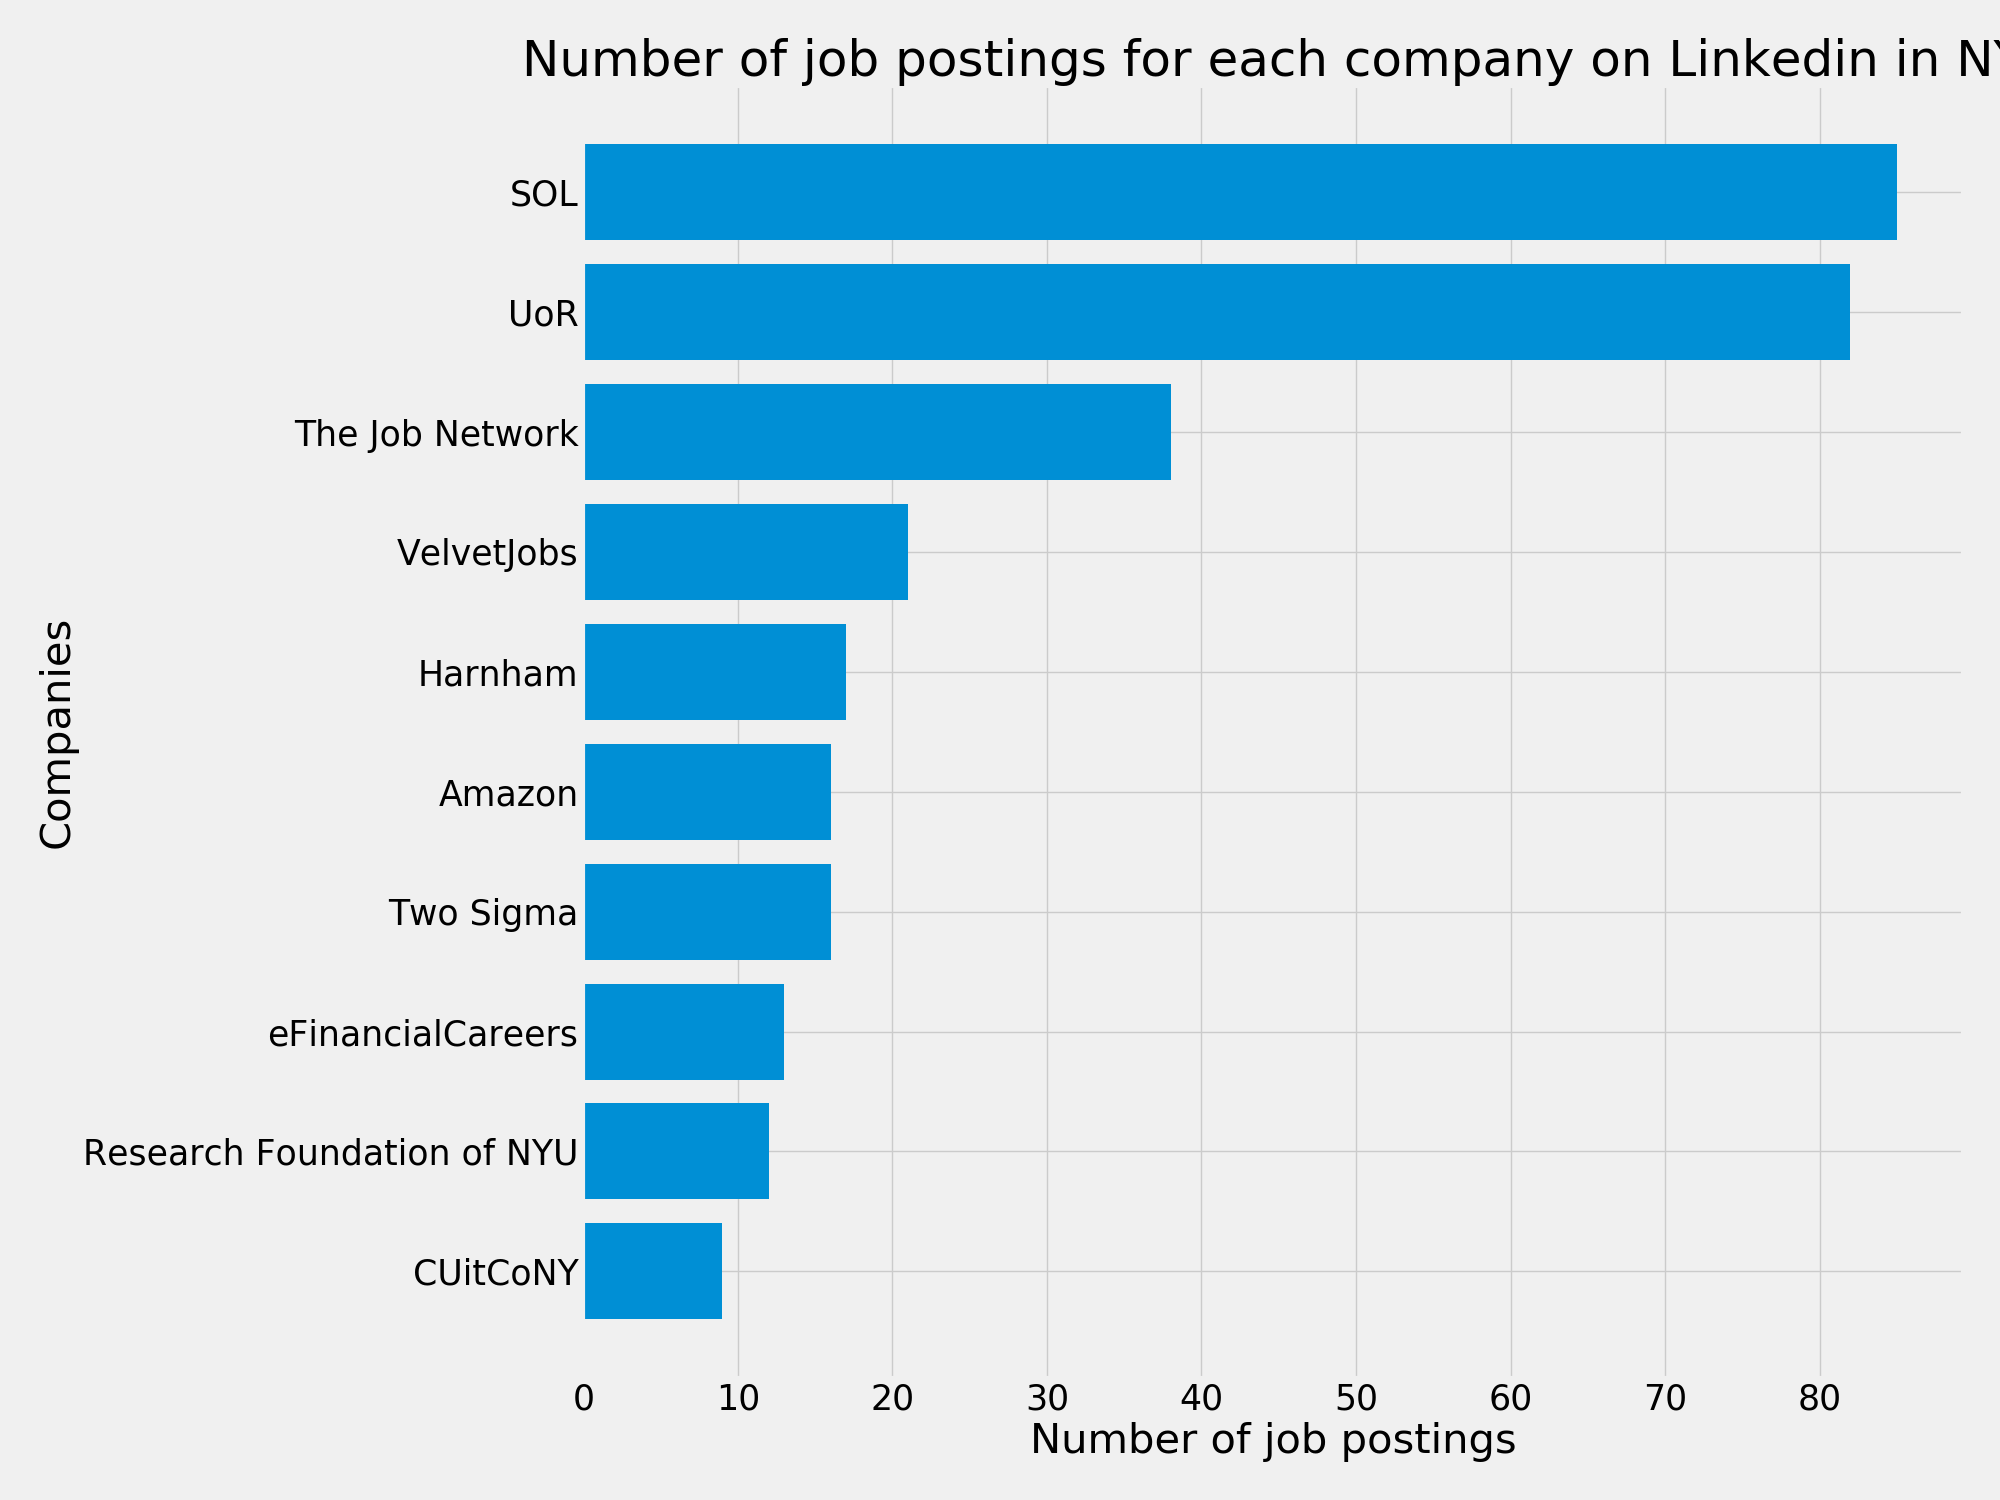 Number of job postings for each company on Linkedin in NY
SOL
UoR
The Job Network
VelvetJobs
Harnham
Amazon
Two Sigma
eFinancialCareers
Research Foundation of NYU
CUitCoNY
Companies
0 10 20 30 40 50 60 70 80
Number of job postings